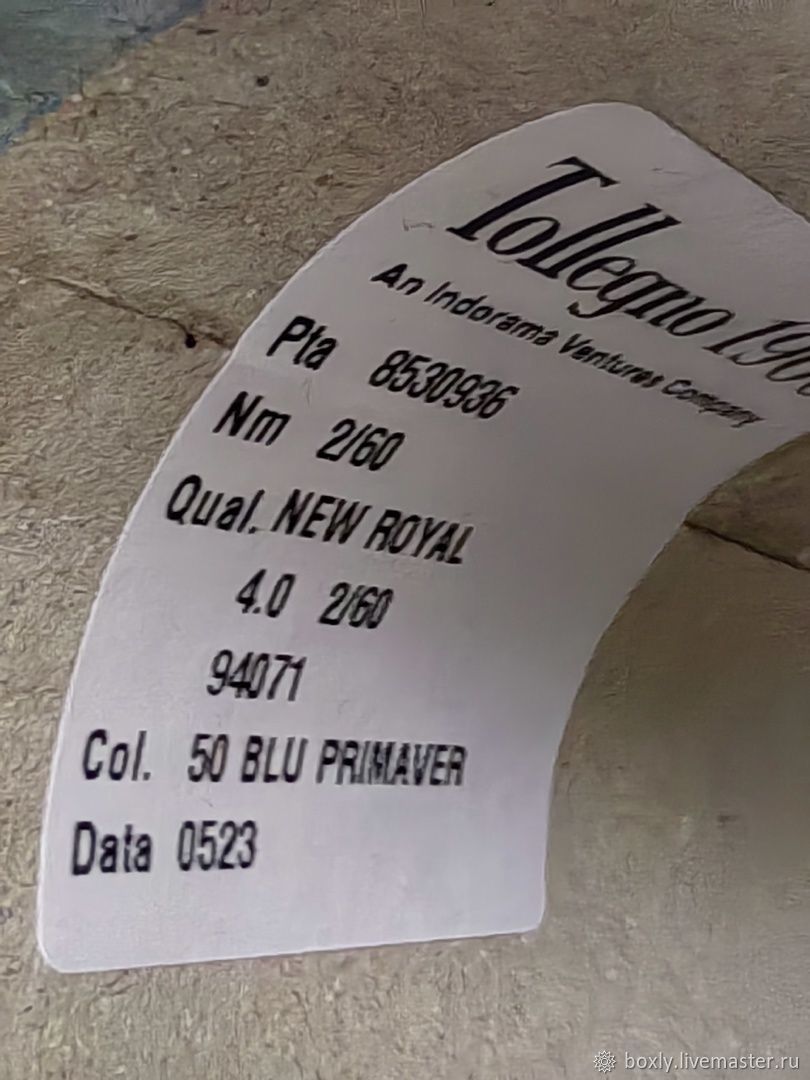 Tollegno 190
An Indorama Ventures Company
Pta 8530936
Nm 2/60
Qual. NEW ROYAL
4.0 2/60
94071
Col. 50 BLU PRIMAVER
Data 0523
boxly.livemaster.ru